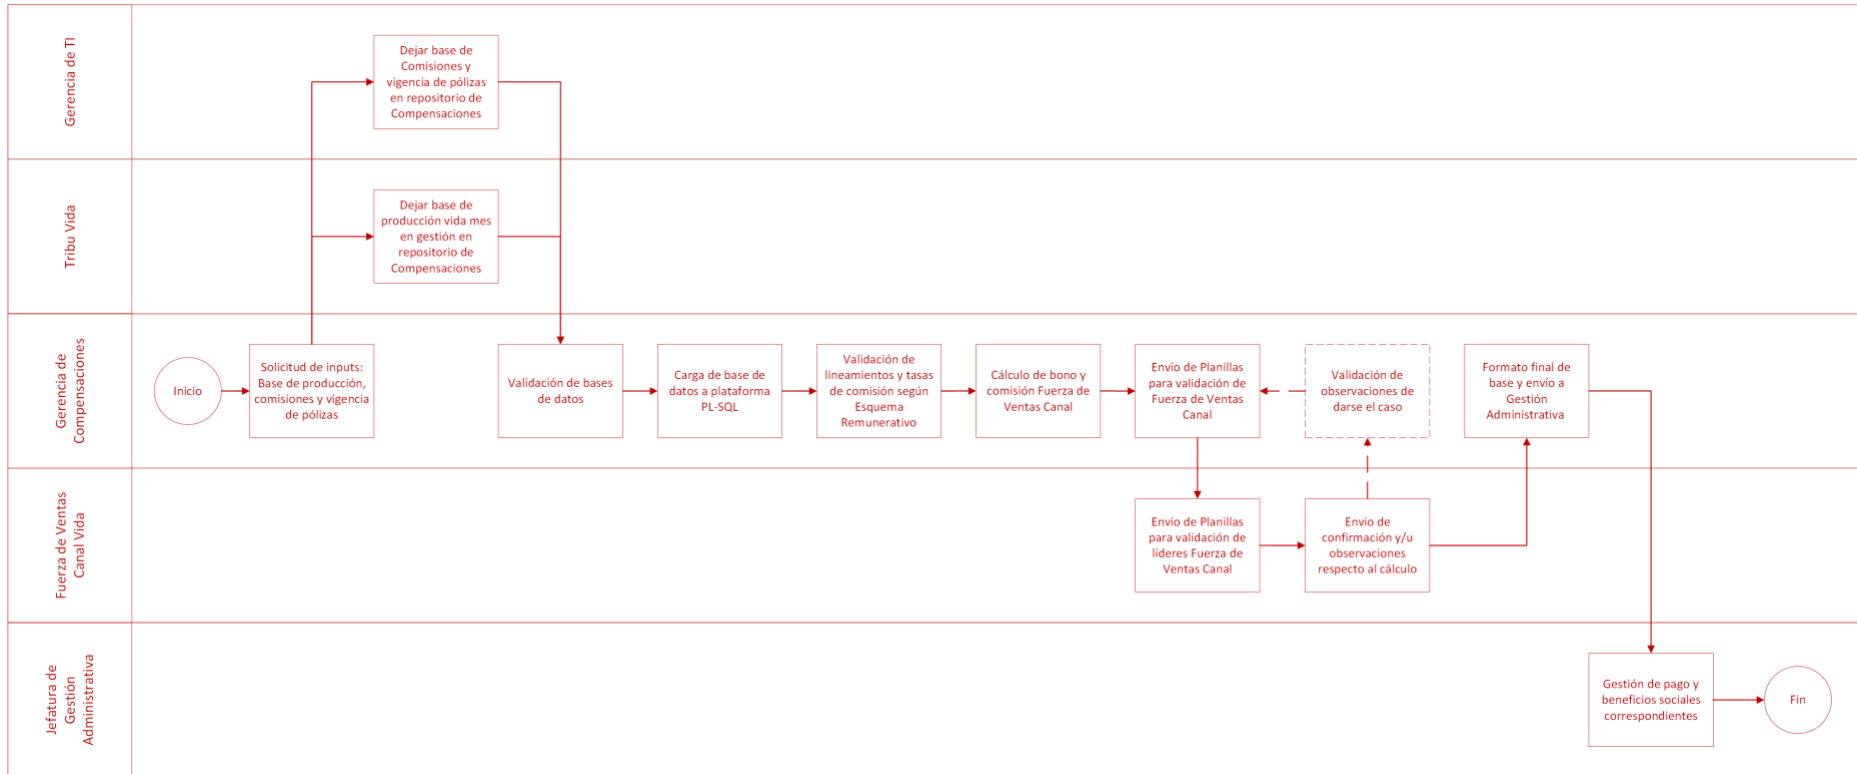 Gerencia de TI
Dejar base de
Comisiones y
vigencia de pólizas
en repositorio de
Compensaciones
Tribu Vida
Dejar base de
producción vida mes
en gestión en
repositorio de
Compensaciones
Gerencia de
Compensaciones
Inicio
Solicitud de inputs:
Base de producción,
comisiones y vigencia
de pólizas
Validación de bases
de datos
Carga de base de
datos a plataforma
PL-SQL
Validación de
lineamientos y tasas
de comisión según
Esquema
Remunerativo
Cálculo de bono y
comisión Fuerza de
Ventas Canal
Envío de Planillas
para validación de
Fuerza de Ventas
Canal
Validación de
observaciones de
darse el caso
Formato final de
base y envío a
Gestión
Administrativa
Fuerza de Ventas
Canal Vida
Envío de Planillas
para validación de
líderes Fuerza de
Ventas Canal
Envío de
confirmación y/u
observaciones
respecto al cálculo
Jefatura de
Gestión
Administrativa
Gestión de pago y
beneficios sociales
correspondientes
Fin